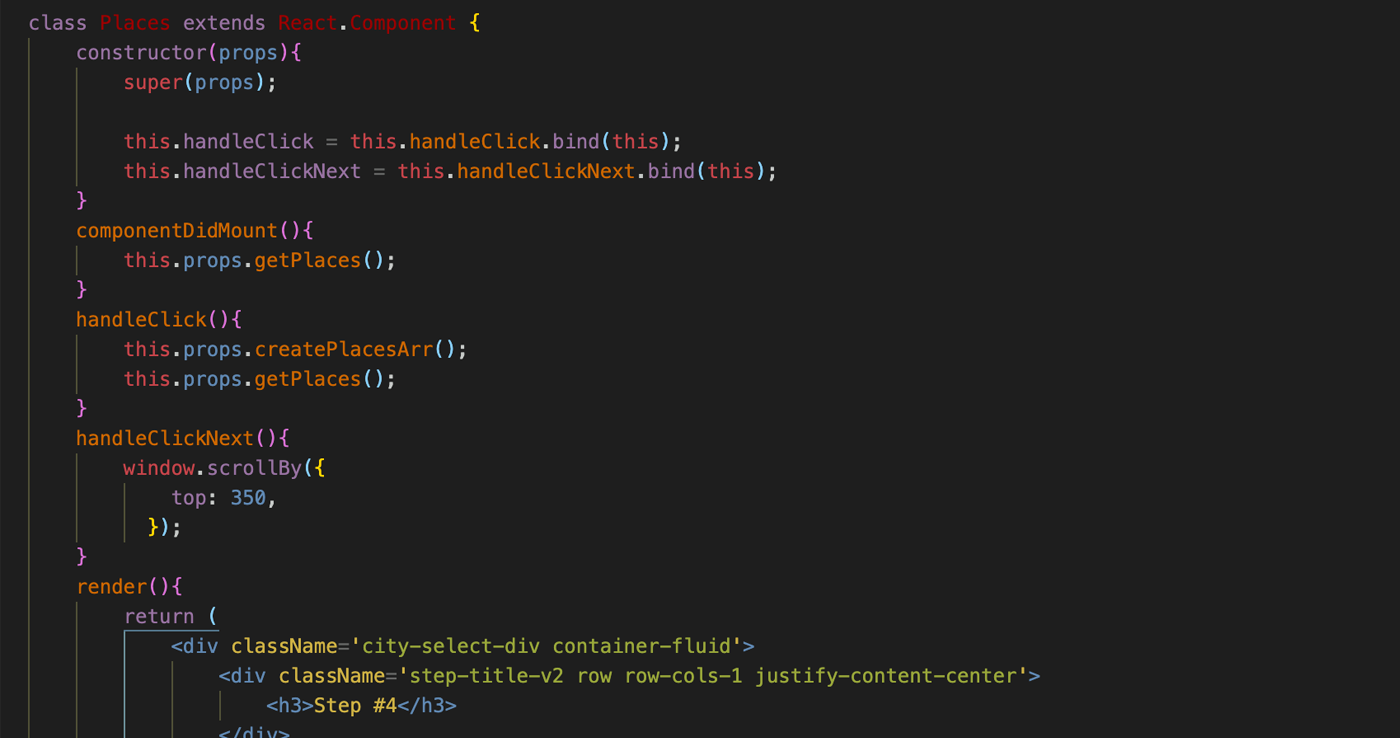 class Places extends React.Component {
    constructor(props){
        super(props);

        this.handleClick = this.handleClick.bind(this);
        this.handleClickNext = this.handleClickNext.bind(this);
    }
    componentDidMount(){
        this.props.getPlaces();
    }
    handleClick(){
        this.props.createPlacesArr();
        this.props.getPlaces();
    }
    handleClickNext(){
        window.scrollBy({
            top: 350,
          });
    }
    render(){
        return (
            <div className='city-select-div container-fluid'>
                <div className='step-title-v2 row row-cols-1 justify-content-center'>
                    <h3>Step #4</h3>
                </div>